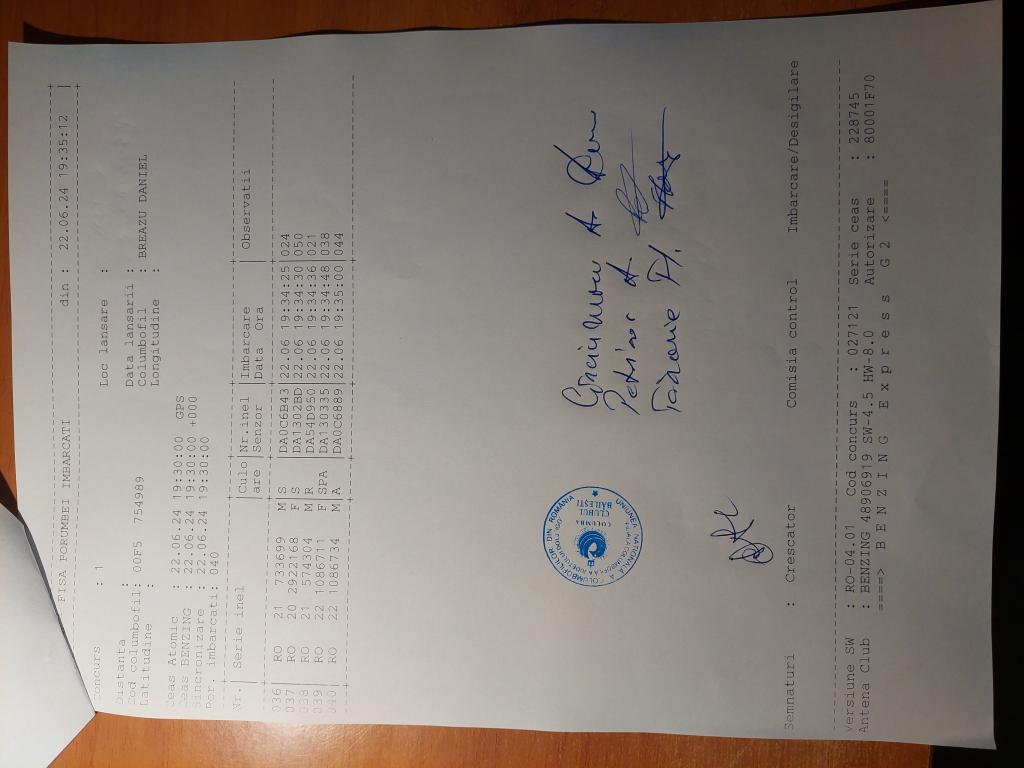 FISA PORUMBEI IMBARCATI din : 22.06.24 19:35:12
Concurs : 1 Loc lansare :
Distanta : Data lansarii :
Cod columbofil: 00F5 754989 Columbofil : BREAZU DANIEL
Latitudine : Longitudine :
Ceas Atomic : 22.06.24 19:30:00 GPS
Ceas BENZING : 22.06.24 19:30:00 +000
Sincronizare : 22.06.24 19:30:00
Por. imbarcati: 040
Nr.| Serie inel |Culo|Nr.inel |Imbarcare | Observatii
|are |Senzor |Data Ora |
036 | RO 21 733699 M|S |DA0C6B43|22.06 19:34:25|024
037 | RO 20 2922168 F|S |DA1302BD|22.06 19:34:30|050
038 | RO 21 574304 M|R |DA54D950|22.06 19:34:36|021
039 | RO 22 1086711 F|SPA |DA130335|22.06 19:34:48|038
040 | RO 22 1086734 M|A |DA0C6889|22.06 19:35:00|044
UNIUNEA NATIONALA A COLUMBOFILILOR DIN ROMANIA
CLUBUL
COLUMBA
BĂILEȘTI
Semnaturi : Crescator Comisia control Imbarcare/Desigilare
Versiune SW : RO-04.01 Cod concurs : 027121 Serie ceas : 228745
Antena Club : BENZING 48906919 SW-4.5 HW-8.0 Autorizare : 80001F70
====> B E N Z I N G E x p r e s s G 2 <====